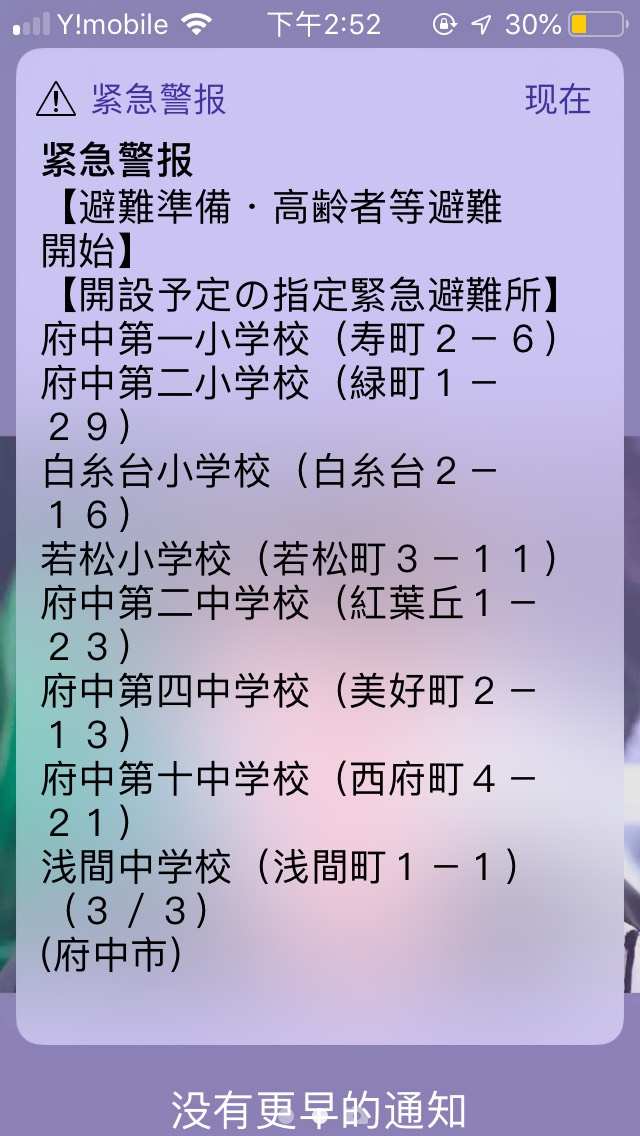 Y!mobile 下午2:52 30%
紧急警报 现在
紧急警报
【避難準備・高齢者等避難
開始】
【開設予定の指定緊急避難所】
府中第一小学校（寿町２－６）
府中第二小学校（緑町１－
２９）
白糸台小学校（白糸台２－
１６）
若松小学校（若松町３－１１）
府中第二中学校（紅葉丘１－
２３）
府中第四中学校（美好町２－
１３）
府中第十中学校（西府町４－
２１）
浅間中学校（浅間町１－１）
（３／３）
(府中市)
没有更早的通知